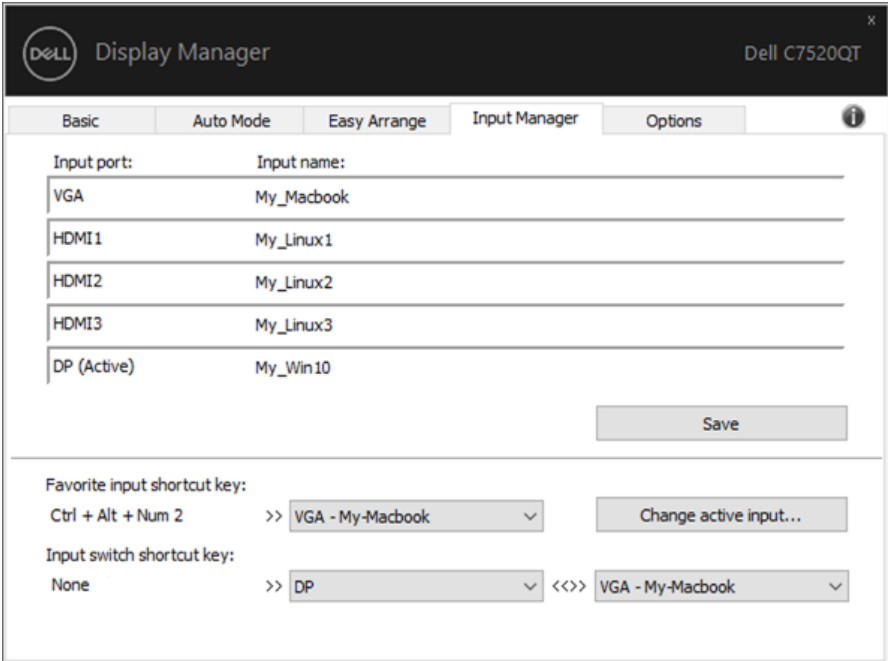 x
DELL Display Manager Dell C7520QT
Basic Auto Mode Easy Arrange Input Manager Options i
Input port: Input name:
VGA My_Macbook
HDMI1 My_Linux1
HDMI2 My_Linux2
HDMI3 My_Linux3
DP (Active) My_Win10
Save
Favorite input shortcut key:
Ctrl + Alt + Num 2 >> VGA - My-Macbook Change active input...
Input switch shortcut key:
None >> DP <<>> VGA - My-Macbook